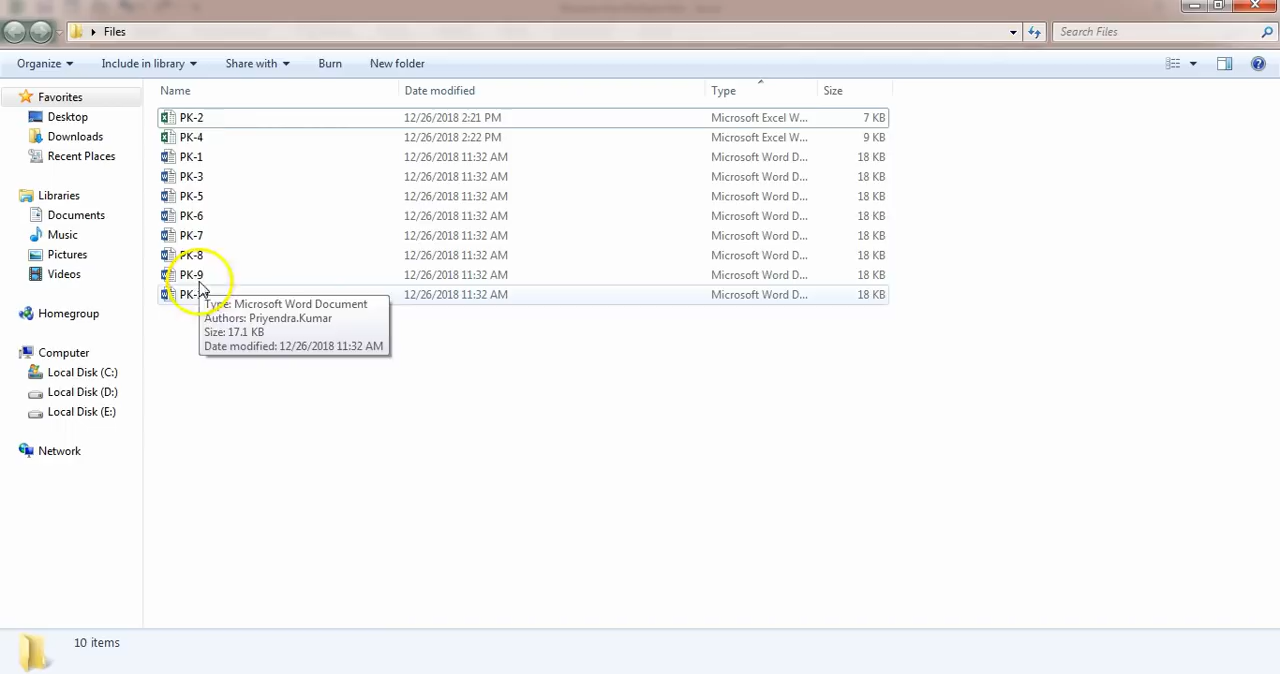 Files
Search Files
Organize Include in library Share with Burn New folder
Name Date modified Type Size
Favorites
Desktop
Downloads
Recent Places
Libraries
Documents
Music
Pictures
Videos
Homegroup
Computer
Local Disk (C:)
Local Disk (D:)
Local Disk (E:)
Network
PK-2 12/26/2018 2:21 PM Microsoft Excel W... 7 KB
PK-4 12/26/2018 2:22 PM Microsoft Excel W... 9 KB
PK-1 12/26/2018 11:32 AM Microsoft Word D... 18 KB
PK-3 12/26/2018 11:32 AM Microsoft Word D... 18 KB
PK-5 12/26/2018 11:32 AM Microsoft Word D... 18 KB
PK-6 12/26/2018 11:32 AM Microsoft Word D... 18 KB
PK-7 12/26/2018 11:32 AM Microsoft Word D... 18 KB
PK-8 12/26/2018 11:32 AM Microsoft Word D... 18 KB
PK-9 12/26/2018 11:32 AM Microsoft Word D... 18 KB
12/26/2018 11:32 AM Microsoft Word D... 18 KB
Type: Microsoft Word Document
Authors: Priyendra.Kumar
Size: 17.1 KB
Date modified: 12/26/2018 11:32 AM
10 items